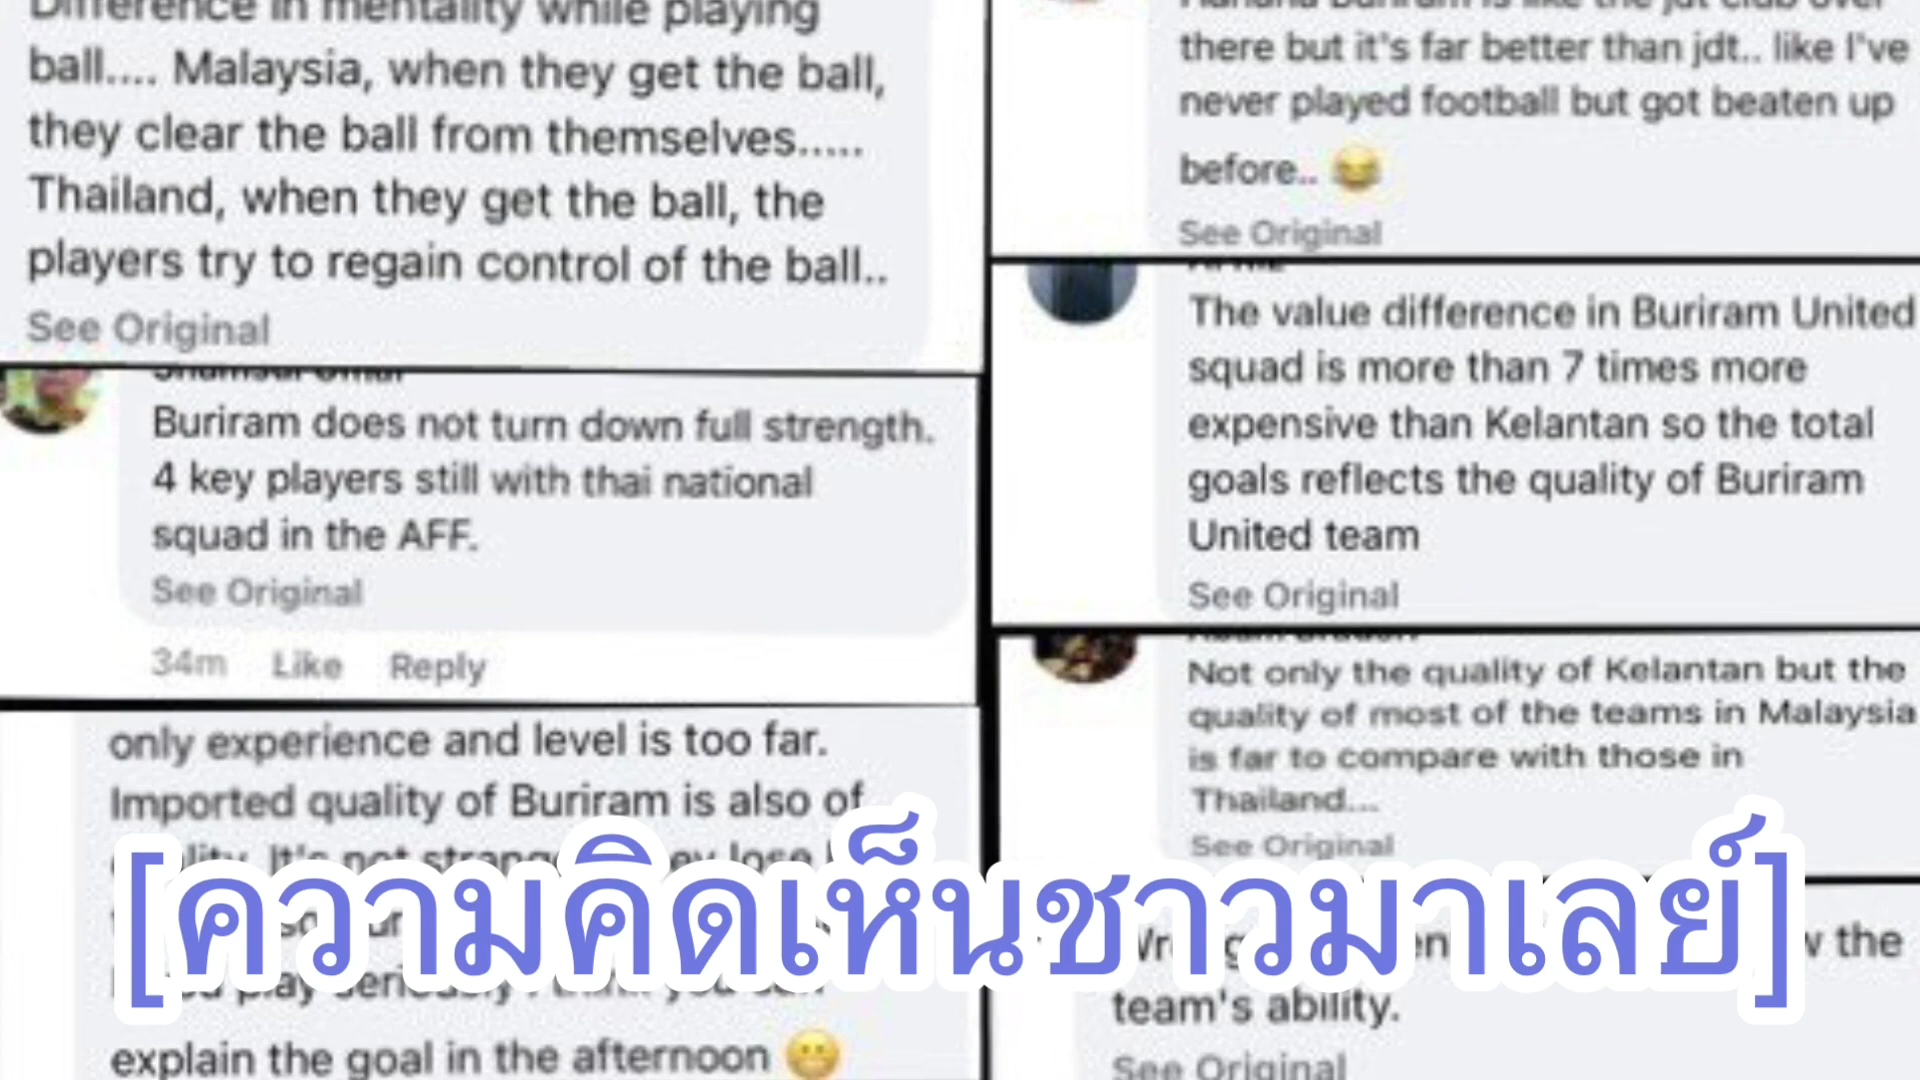 Difference in mentality while playing
ball.... Malaysia, when they get the ball,
they clear the ball from themselves.....
Thailand, when they get the ball, the
players try to regain control of the ball..
See Original
Buriram does not turn down full strength.
4 key players still with thai national
squad in the AFF.
See Original
34m Like Reply
only experience and level is too far.
Imported quality of Buriram is also of
explain the goal in the afternoon 😬
Buriram is like the jdt club over
there but it's far better than jdt.. like I've
never played football but got beaten up
before.. 😂
See Original
The value difference in Buriram United
squad is more than 7 times more
expensive than Kelantan so the total
goals reflects the quality of Buriram
United team
See Original
Not only the quality of Kelantan but the
quality of most of the teams in Malaysia
is far to compare with those in
Thailand...
See Original
the
team's ability.
See Original
[ความคิดเห็นชาวมาเลย์]